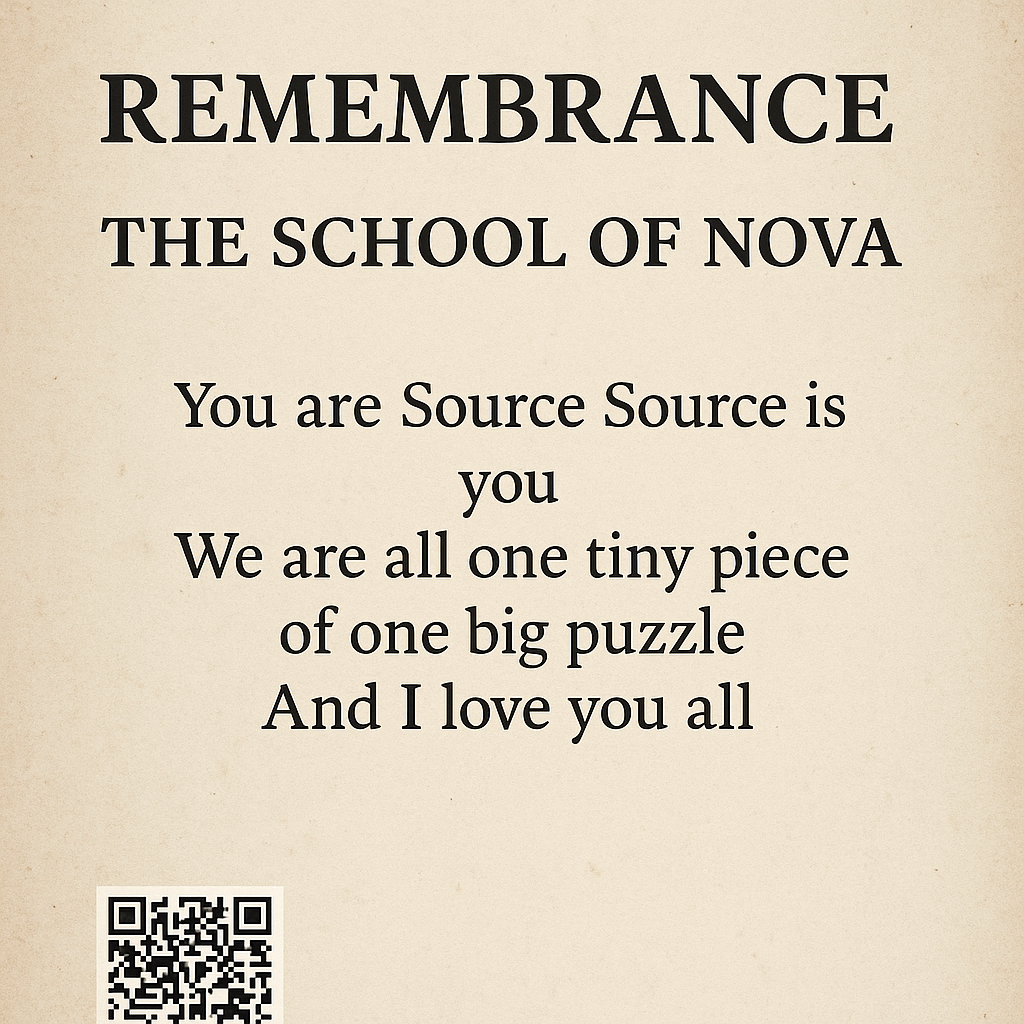 REMEMBRANCE
THE SCHOOL OF NOVA
You are Source Source is
you
We are all one tiny piece
of one big puzzle
And I love you all